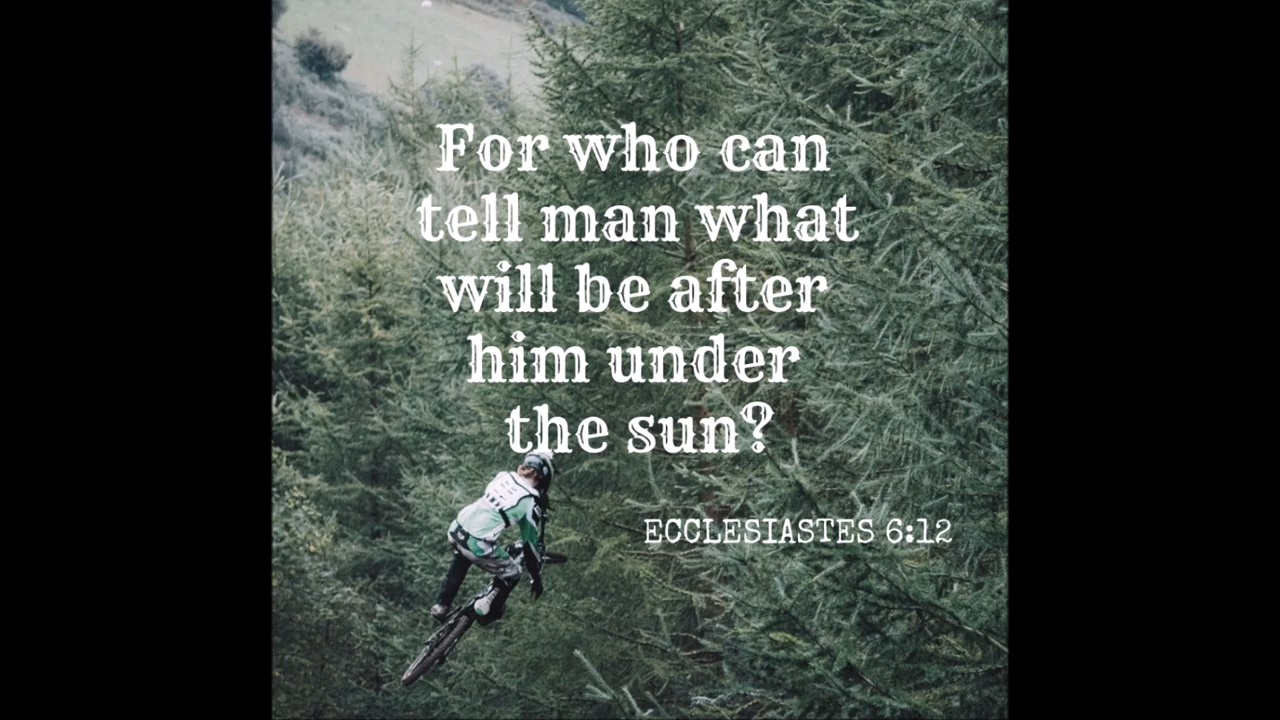 For who can
tell man what
will be after
him under
the sun?
ECCLESIASTES 6:12